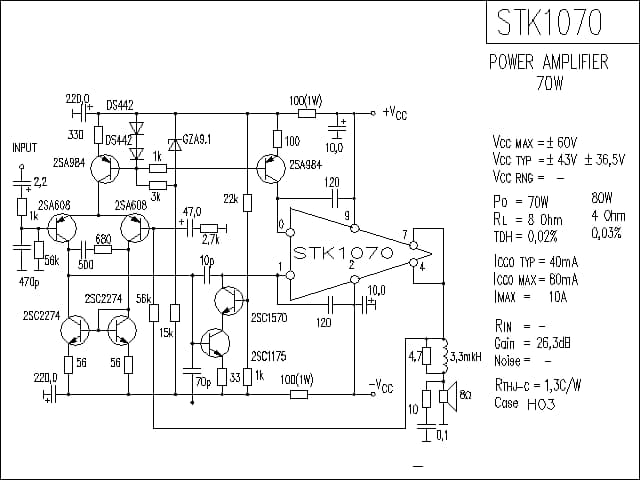 STK1070
POWER AMPLIFIER
70W
220,0
DS442
100(1W)
+VCC
330
DS442
GZA9.1
100
10,0
INPUT
2SA984
1k
2SA984
2,2
3k
120
22k
1k
2SA608
2SA608
47,0
0
9
7
56k
680
2,7k
STK1070
500
470p
10p
1
2
4
2SC2274
56k
10,0
2SC2274
15k
2SC1570
120
2SC1175
56
56
4,7
3,3mkH
220,0
70p
33
1k
100(1W)
-VCC
8Ω
10
0,1
VCC MAX = ± 60V
VCC TYP = ± 43V ± 36,5V
VCC RNG = -
PO = 70W 80W
RL = 8 Ohm 4 Ohm
TDH = 0,02% 0,03%
ICCO TYP = 40mA
ICCO MAX = 80mA
IMAX = 10A
RIN = -
Gain = 26,3dB
Noise = -
RTHJ-C = 1,3C/W
Case H03